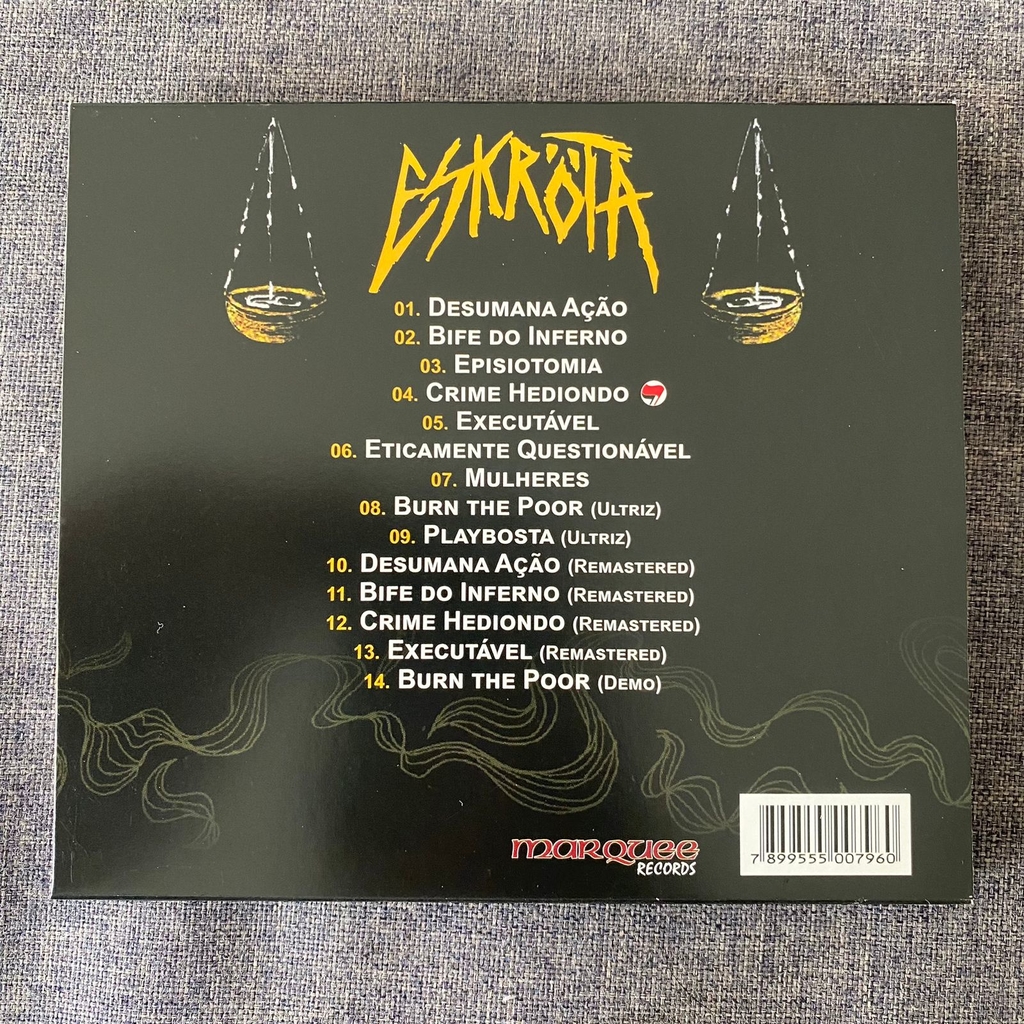 ESKRÖTA
01. DESUMANA AÇÃO
02. BIFE DO INFERNO
03. EPISIOTOMIA
04. CRIME HEDIONDO
05. EXECUTÁVEL
06. ETICAMENTE QUESTIONÁVEL
07. MULHERES
08. BURN THE POOR (ULTRIZ)
09. PLAYBOSTA (ULTRIZ)
10. DESUMANA AÇÃO (REMASTERED)
11. BIFE DO INFERNO (REMASTERED)
12. CRIME HEDIONDO (REMASTERED)
13. EXECUTÁVEL (REMASTERED)
14. BURN THE POOR (DEMO)
MARQUEE
RECORDS
7 899555 007960